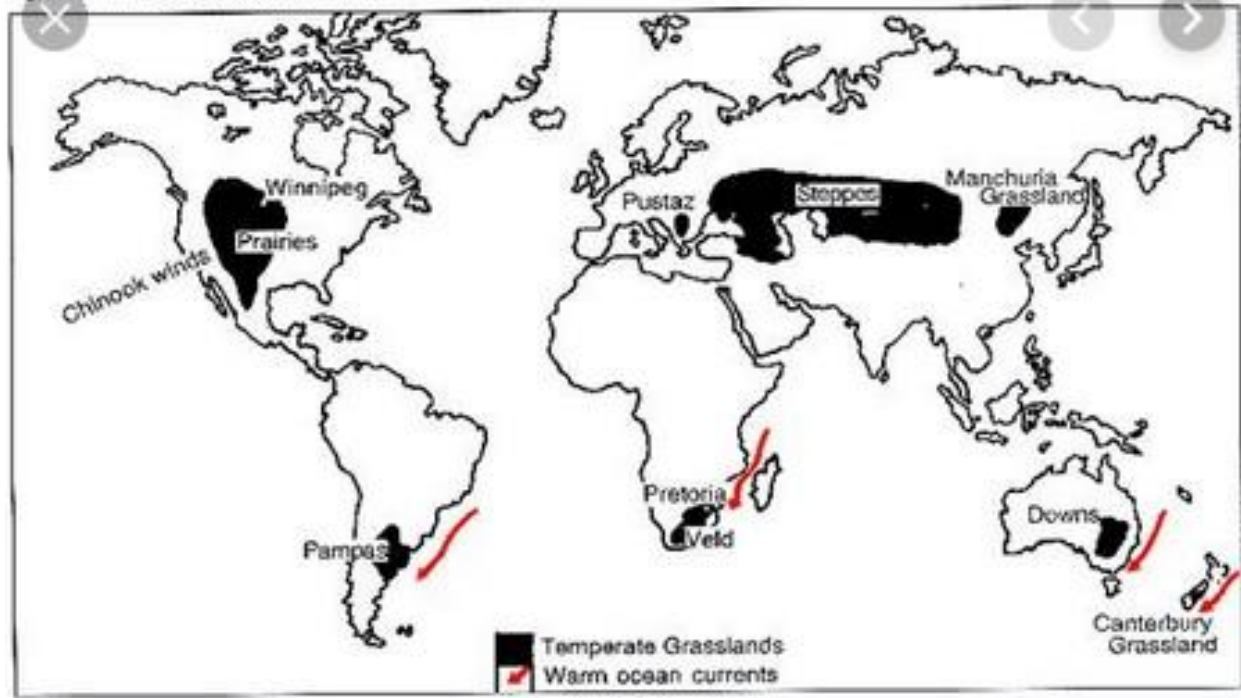 Winnipeg
Prairies
Chinook winds
Pustaz
Steppes
Manchuria
Grassland
Pampas
Pretoria
Veld
Downs
Canterbury
Grassland
Temperate Grasslands
Warm ocean currents